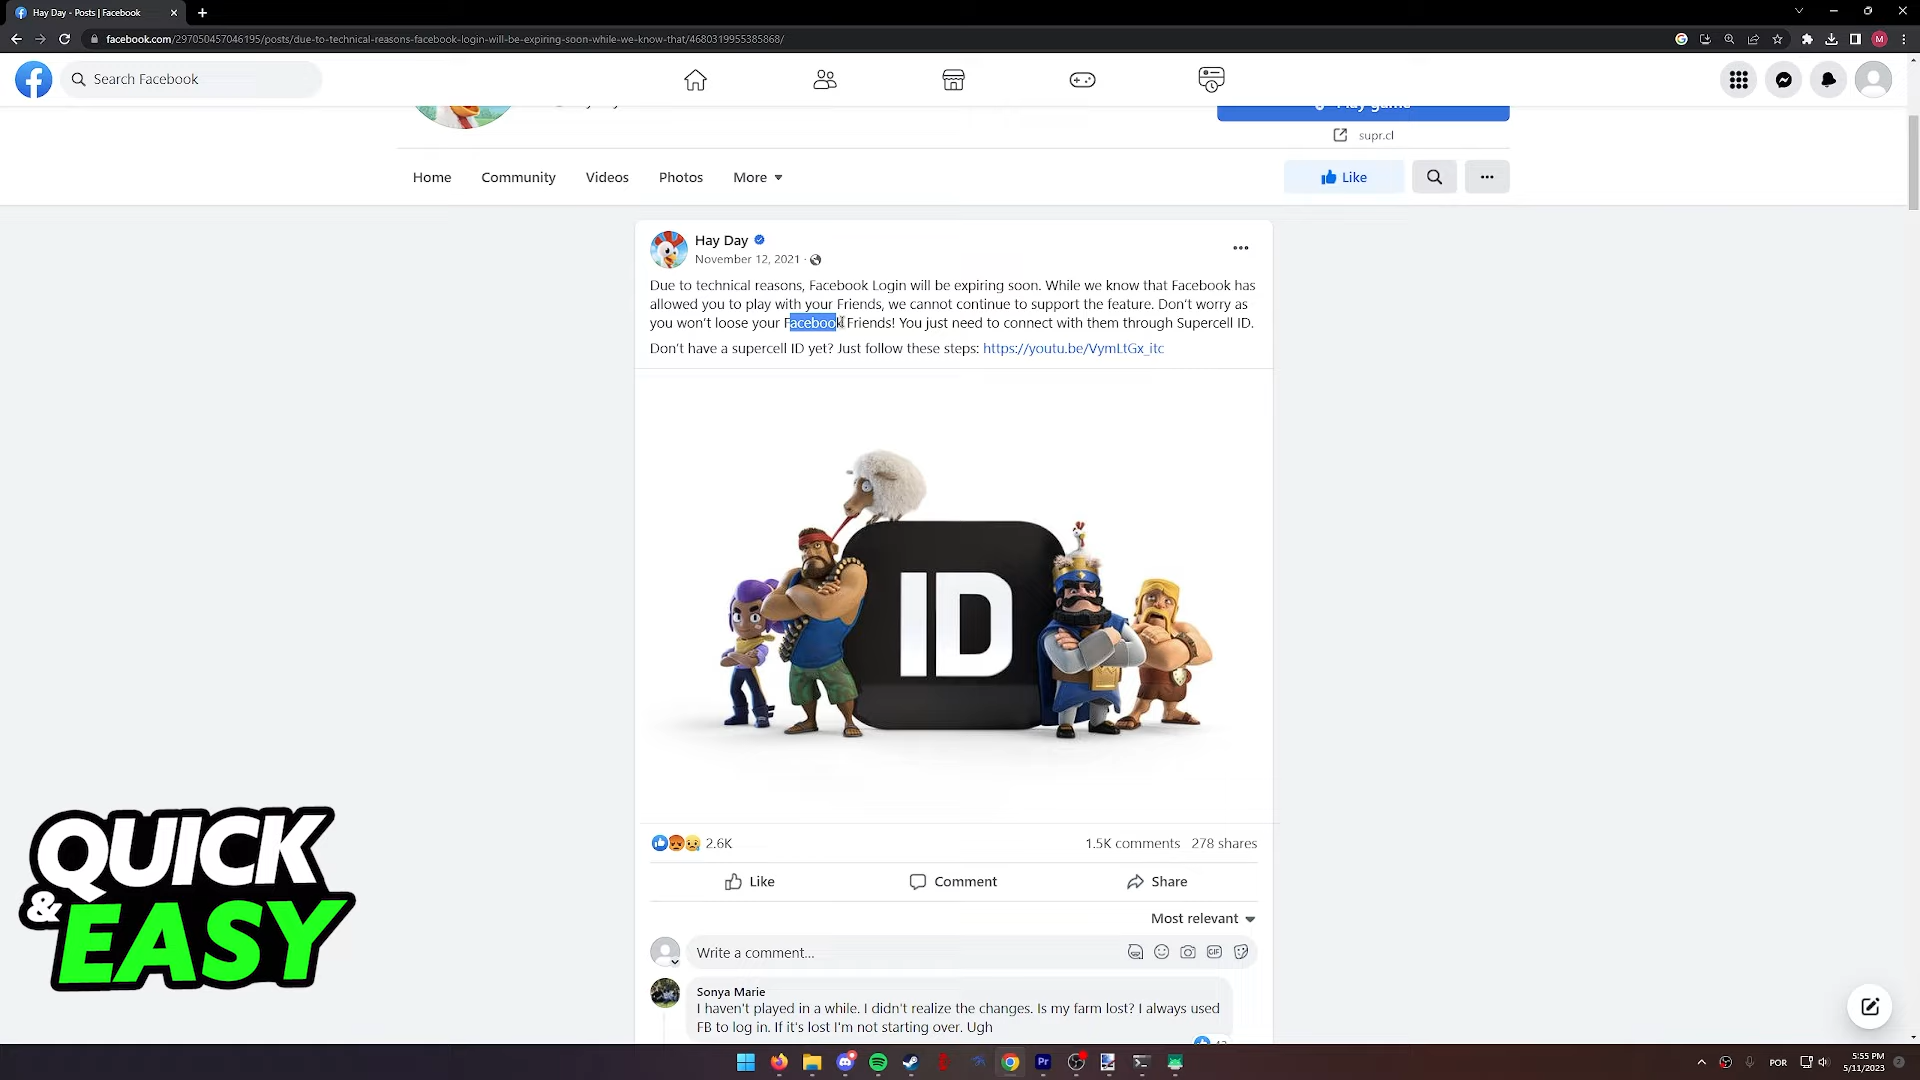 Hay Day - Posts | Facebook
facebook.com/297050457046195/posts/due-to-technical-reasons-facebook-login-will-be-expiring-soon-while-we-know-that/4680319955385868/
M
Search Facebook
supr.cl
Home Community Videos Photos More
Like
Hay Day
November 12, 2021 ·
Due to technical reasons, Facebook Login will be expiring soon. While we know that Facebook has
allowed you to play with your Friends, we cannot continue to support the feature. Don't worry as
you won't loose your Facebook Friends! You just need to connect with them through Supercell ID.
Don't have a supercell ID yet? Just follow these steps: https://youtu.be/VymLtGx_itc
ID
2.6K
1.5K comments 278 shares
Like Comment Share
Most relevant
Write a comment...
GIF
Sonya Marie
I haven't played in a while. I didn't realize the changes. Is my farm lost? I always used
FB to log in. If it's lost I'm not starting over. Ugh
QUICK
& EASY
Pr
POR
5:55 PM
5/11/2023